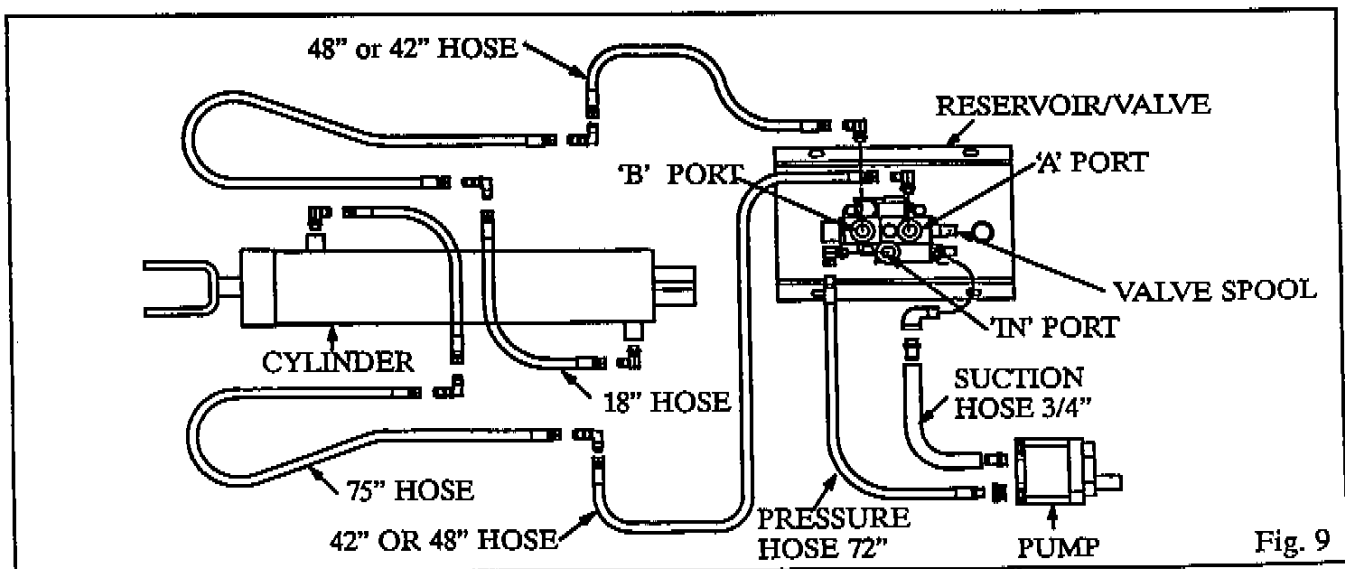 48” or 42” HOSE
RESERVOIR/VALVE
'B' PORT
'A' PORT
VALVE SPOOL
'IN' PORT
CYLINDER
18” HOSE
SUCTION
HOSE 3/4”
75” HOSE
42” OR 48” HOSE
PRESSURE
HOSE 72”
PUMP
Fig. 9